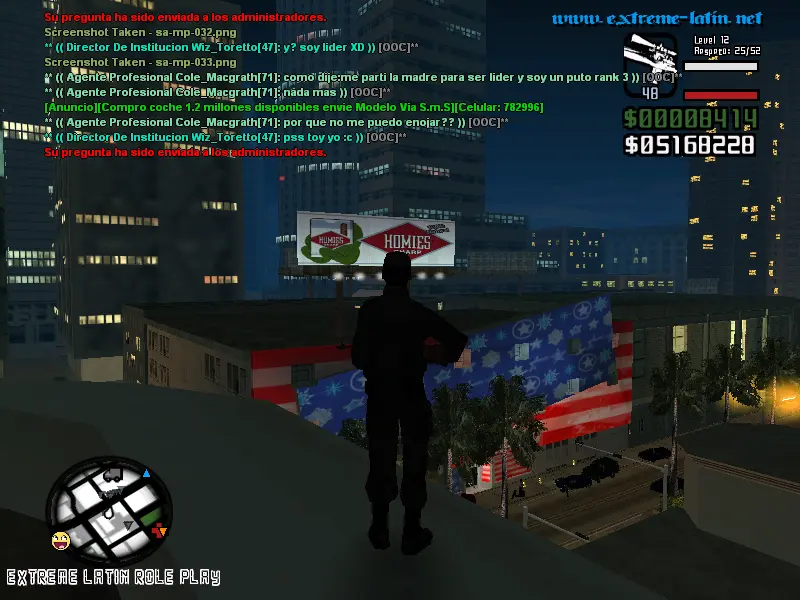 Su pregunta ha sido enviada a los administradores.
www.extreme-latin.net
Screenshot Taken - sa-mp-032.png
** (( Director De Institucion Wiz_Toretto[47]: y? soy lider XD )) [OOC]**
Level 12
Respeto: 25/52
Screenshot Taken - sa-mp-033.png
** (( Agente Profesional Cole_Macgrath[71]: como dije:me parti la madre para ser lider y soy un puto rank 3 )) [OOC]**
** (( Agente Profesional Cole_Macgrath[71]: nada mas )) [OOC]**
48
[Anuncio][Compro coche 1.2 millones disponibles envie Modelo Via S.m.S][Celular: 782996]
** (( Agente Profesional Cole_Macgrath[71]: por que no me puedo enojar?? )) [OOC]**
$00008414
** (( Director De Institucion Wiz_Toretto[47]: pss toy yo :c )) [OOC]**
$05168228
Su pregunta ha sido enviada a los administradores.
HOMIES
HOMIES
SHARP
EXTREME LATIN ROLE PLAY